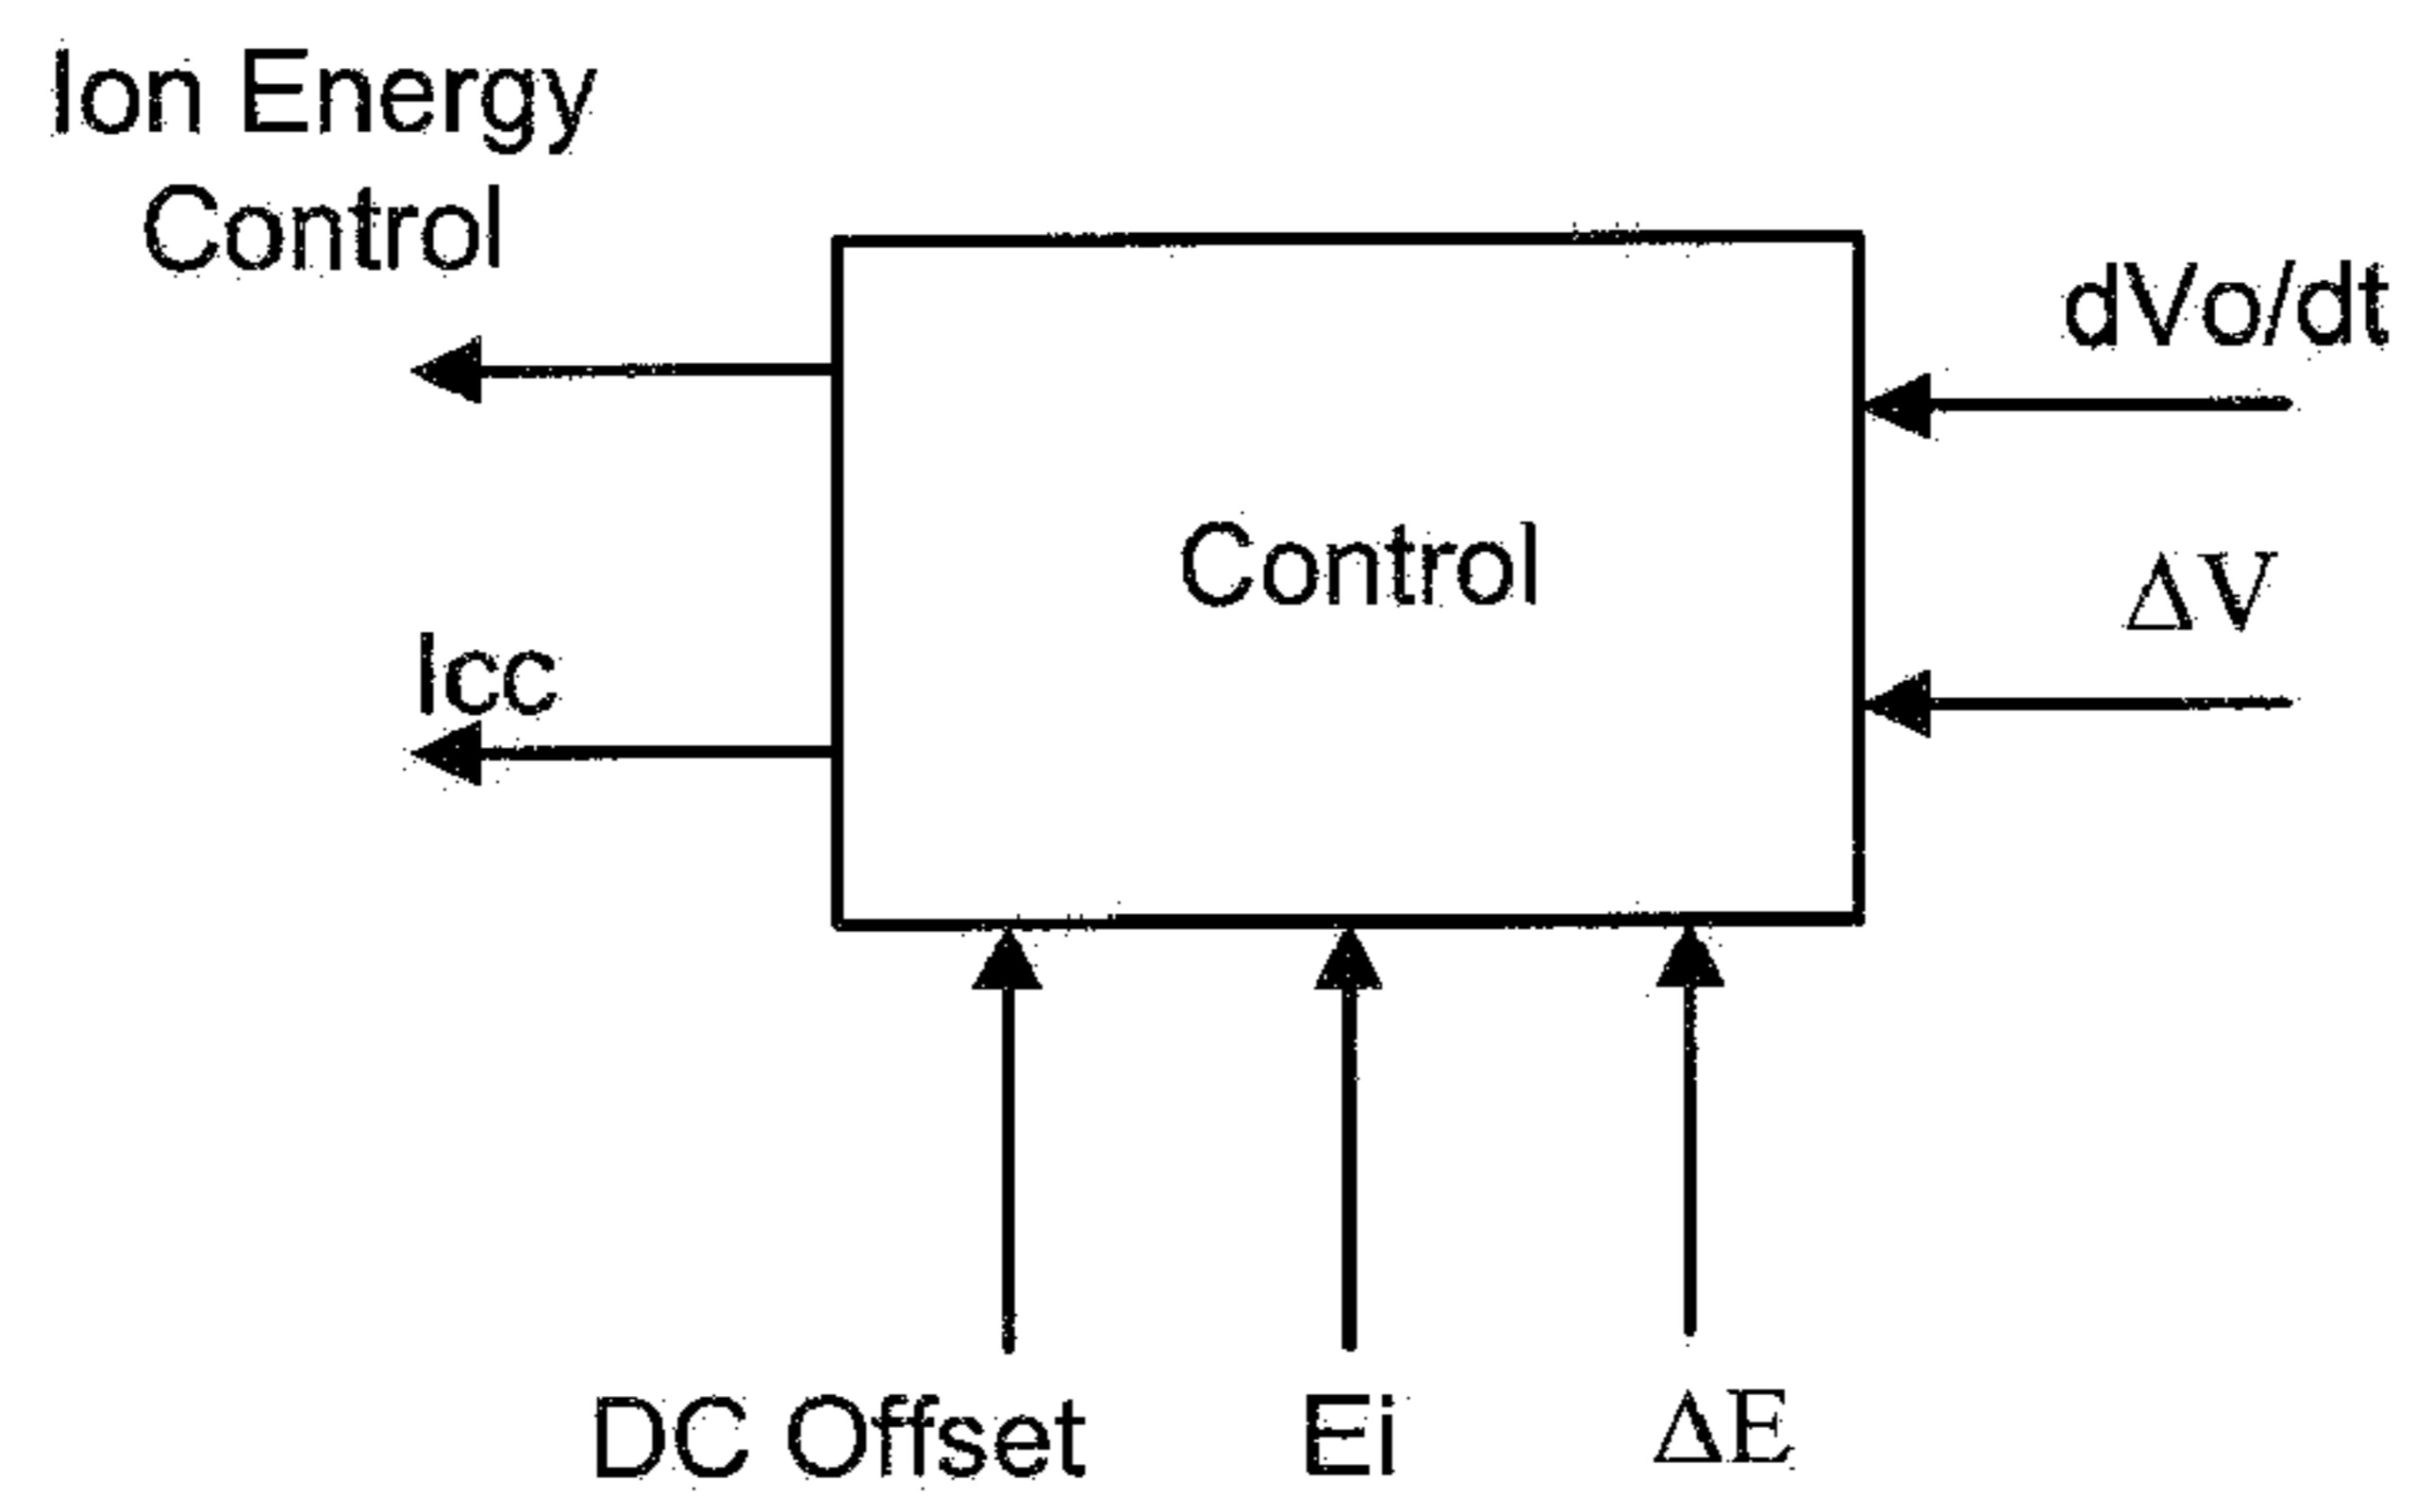 Ion Energy
Control
dVo/dt
Control
ΔV
Icc
DC Offset
Ei
ΔE